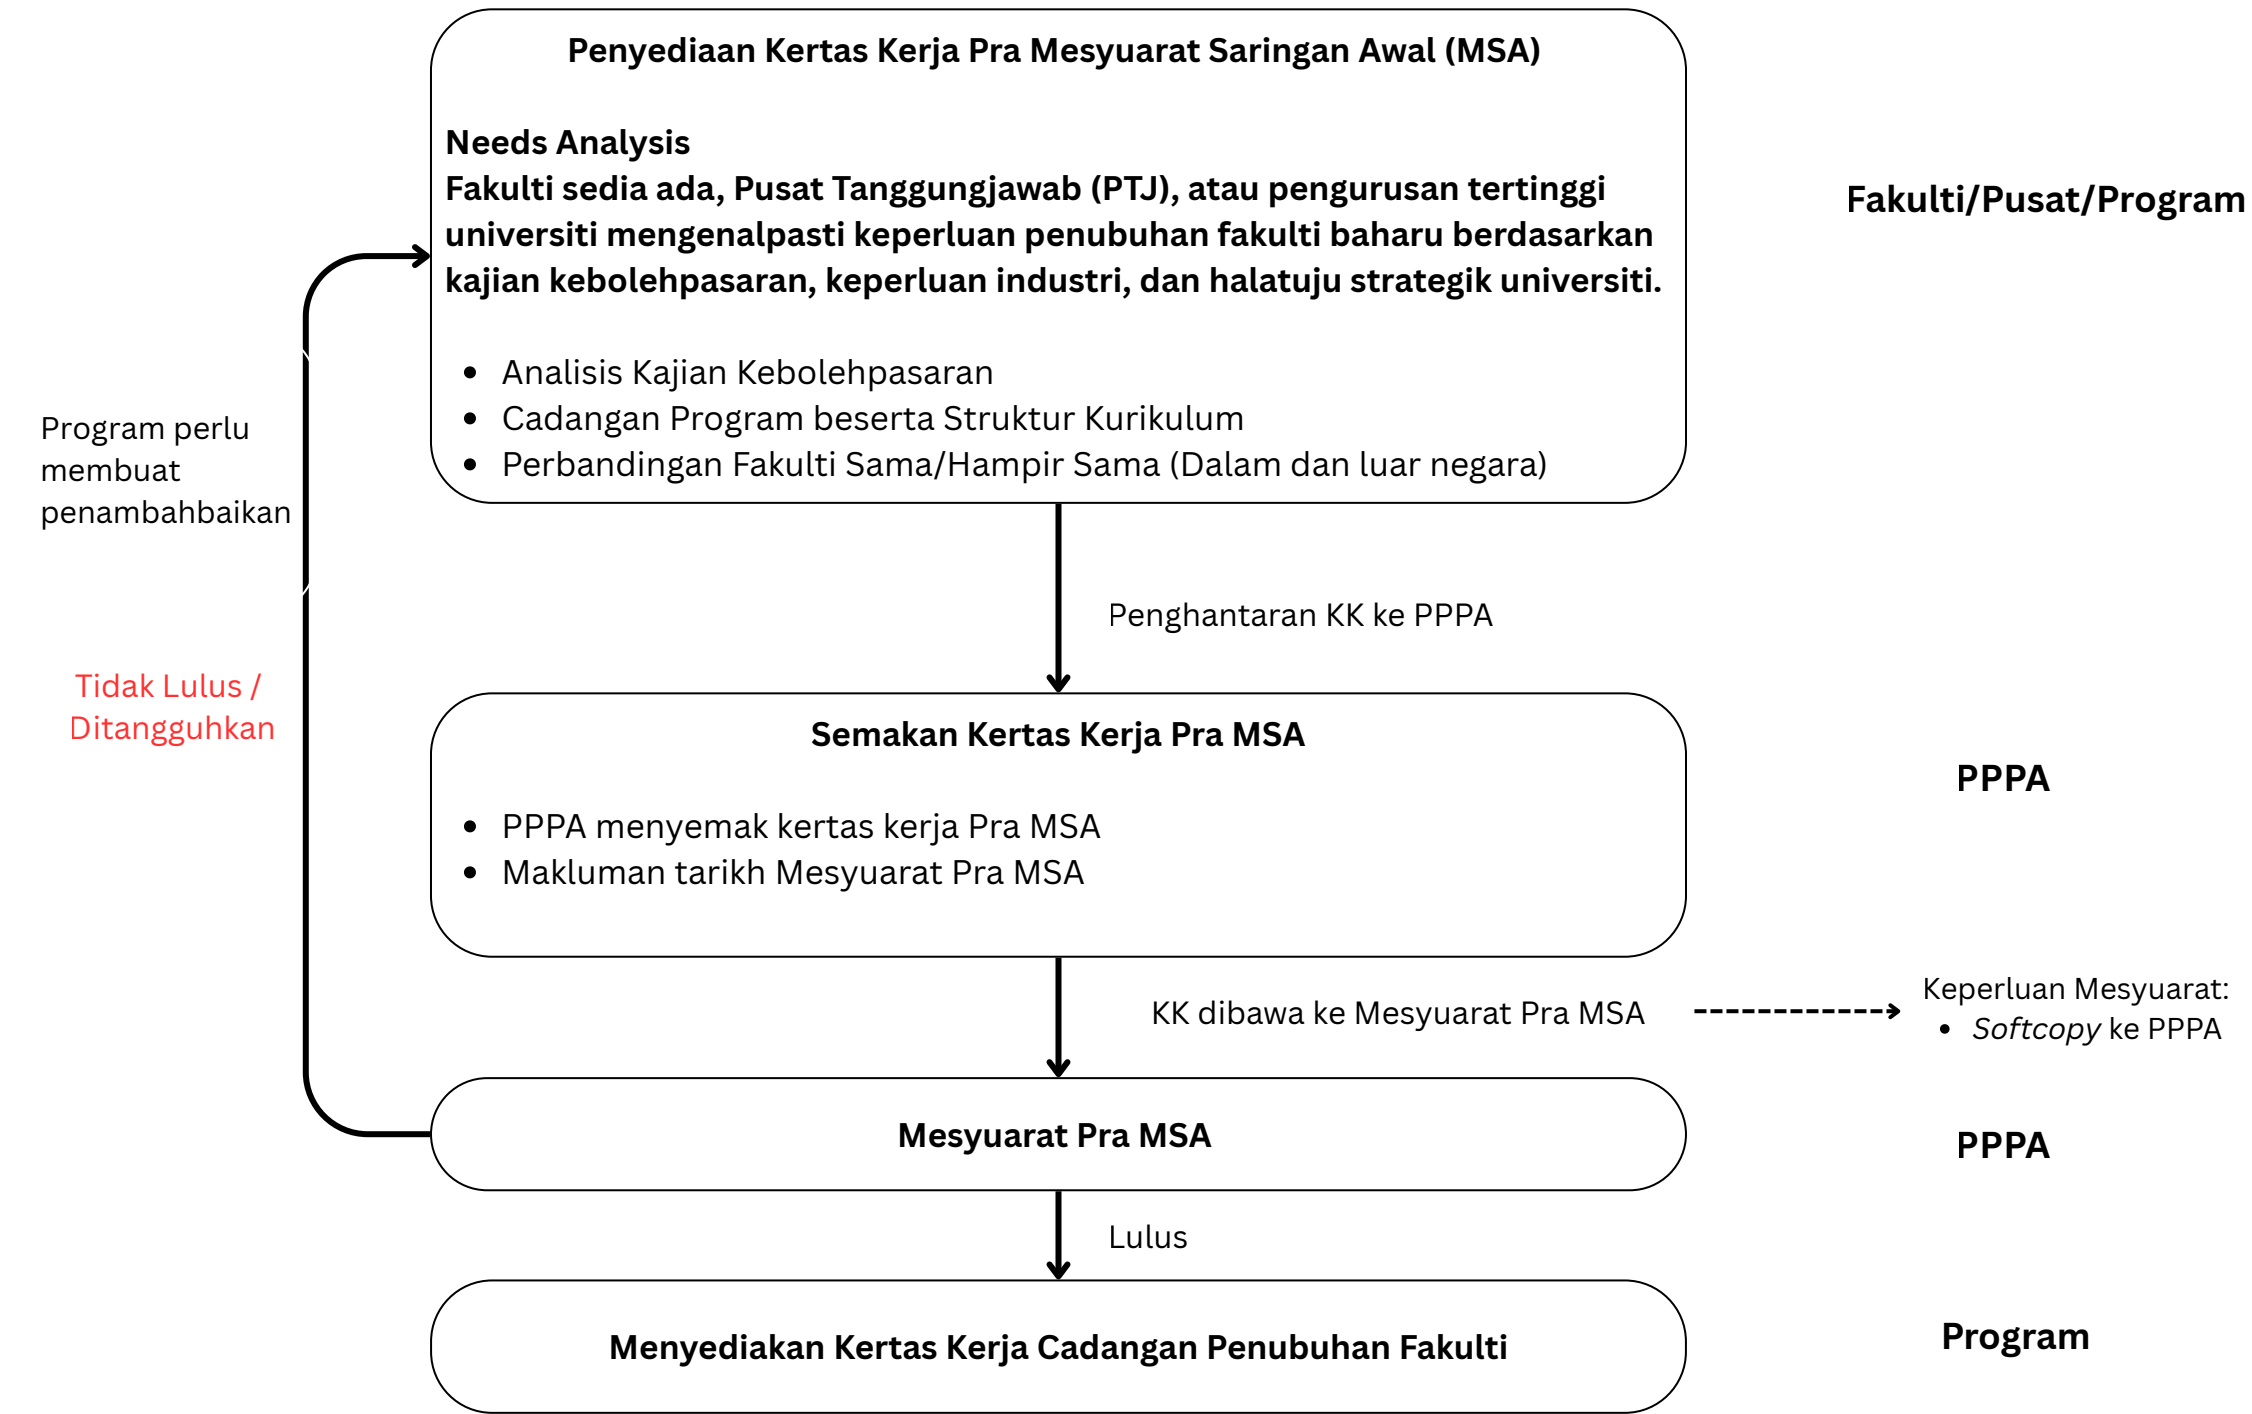 Penyediaan Kertas Kerja Pra Mesyuarat Saringan Awal (MSA)
Needs Analysis
Fakulti sedia ada, Pusat Tanggungjawab (PTJ), atau pengurusan tertinggi
universiti mengenalpasti keperluan penubuhan fakulti baharu berdasarkan
kajian kebolehpasaran, keperluan industri, dan halatuju strategik universiti.
• Analisis Kajian Kebolehpasaran
• Cadangan Program beserta Struktur Kurikulum
• Perbandingan Fakulti Sama/Hampir Sama (Dalam dan luar negara)
Fakulti/Pusat/Program
Program perlu
membuat
penambahbaikan
Tidak Lulus /
Ditangguhkan
Penghantaran KK ke PPPA
Semakan Kertas Kerja Pra MSA
• PPPA menyemak kertas kerja Pra MSA
• Makluman tarikh Mesyuarat Pra MSA
PPPA
KK dibawa ke Mesyuarat Pra MSA
Keperluan Mesyuarat:
• Softcopy ke PPPA
Mesyuarat Pra MSA
PPPA
Lulus
Menyediakan Kertas Kerja Cadangan Penubuhan Fakulti
Program